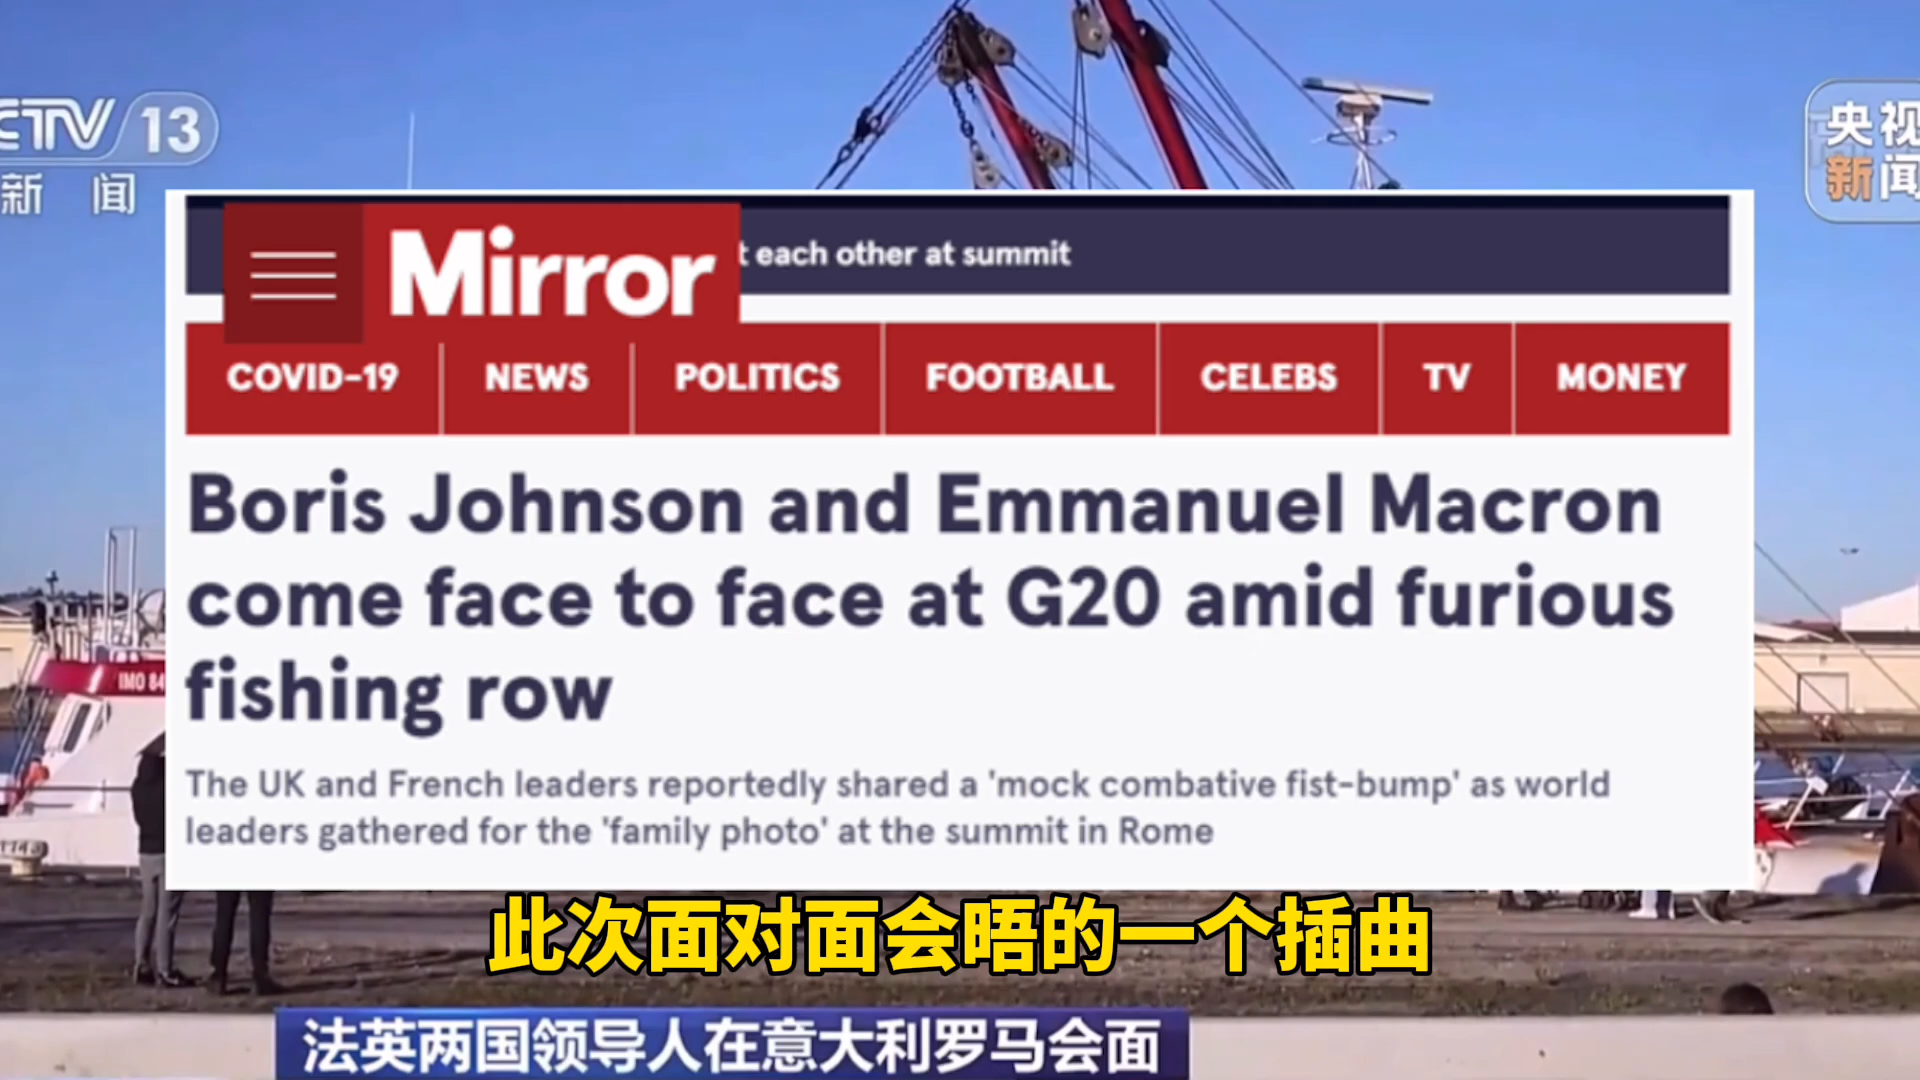 CCTV 13
新闻
央视
新闻
t each other at summit
Mirror
COVID-19 NEWS POLITICS FOOTBALL CELEBS TV MONEY
Boris Johnson and Emmanuel Macron
come face to face at G20 amid furious
fishing row
The UK and French leaders reportedly shared a 'mock combative fist-bump' as world
leaders gathered for the 'family photo' at the summit in Rome
IMO 84
此次面对面会晤的一个插曲
法英两国领导人在意大利罗马会面